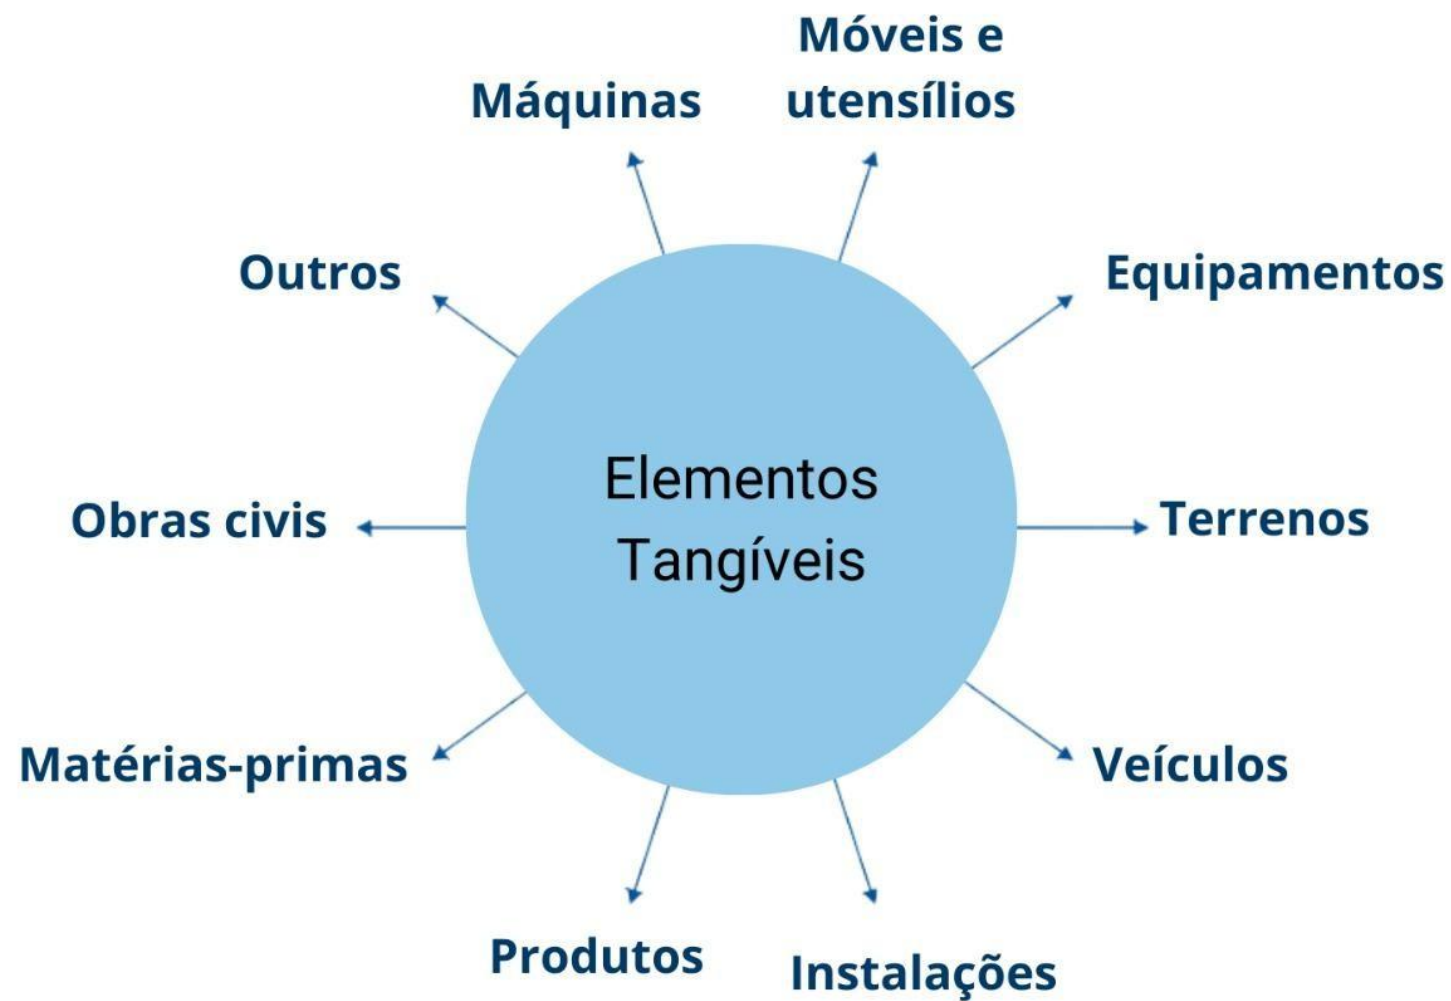 Móveis e
utensílios
Máquinas
Outros
Equipamentos
Elementos
Tangíveis
Obras civis
Terrenos
Matérias-primas
Veículos
Produtos
Instalações